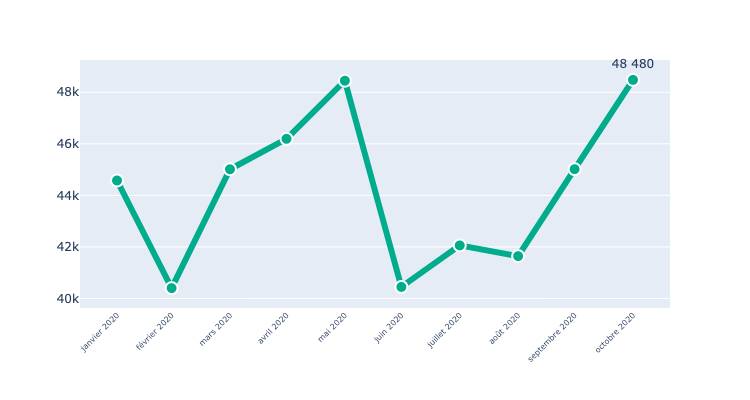 48 480
48k
46k
44k
42k
40k
janvier 2020
février 2020
mars 2020
avril 2020
mai 2020
juin 2020
juillet 2020
août 2020
septembre 2020
octobre 2020